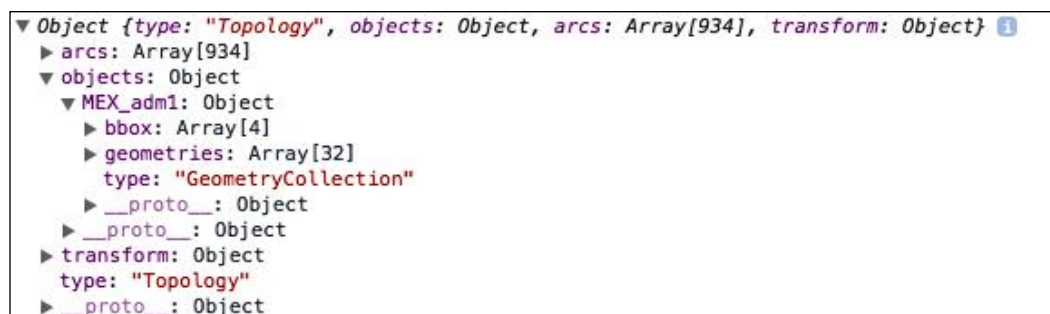 ▼ Object {type: "Topology", objects: Object, arcs: Array[934], transform: Object} i
▶ arcs: Array[934]
▼ objects: Object
▼ MEX_adm1: Object
▶ bbox: Array[4]
▶ geometries: Array[32]
type: "GeometryCollection"
▶ __proto__: Object
▶ __proto__: Object
▶ transform: Object
type: "Topology"
▶ __proto__: Object